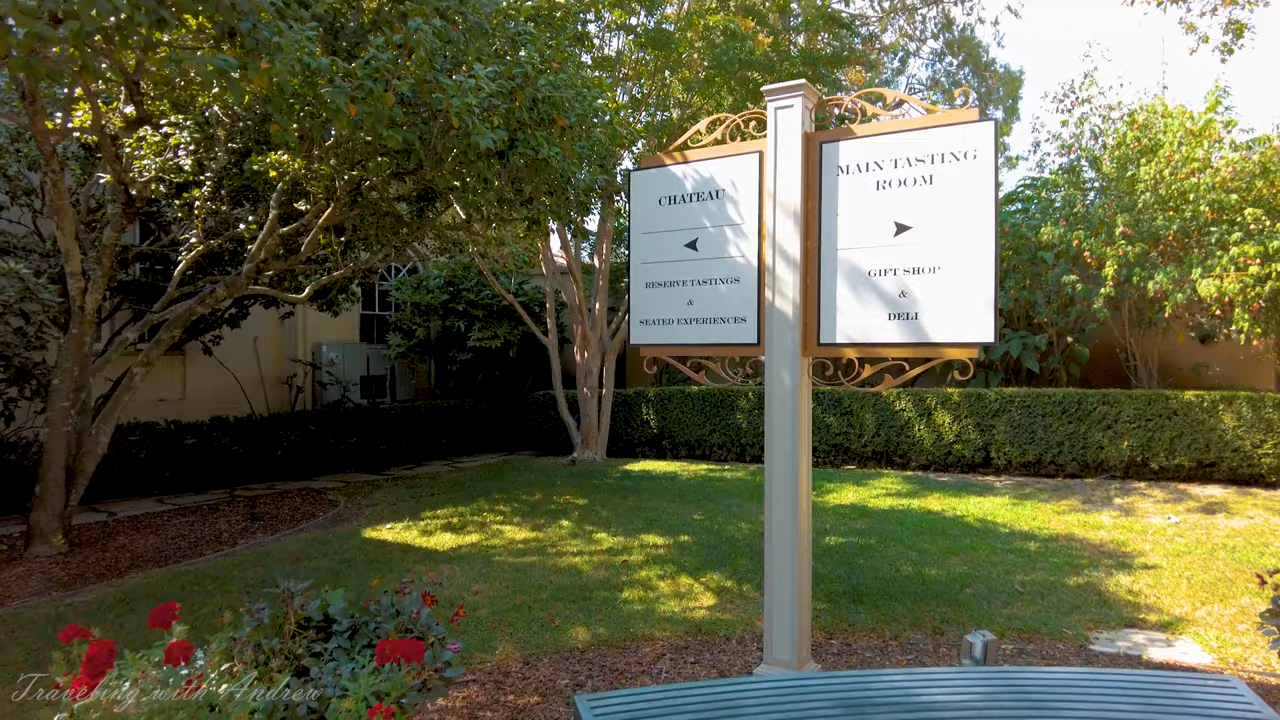 CHATEAU
RESERVE TASTINGS
&
SEATED EXPERIENCES
MAIN TASTING
ROOM
GIFT SHOP
&
DELI
Traveling with Andrew